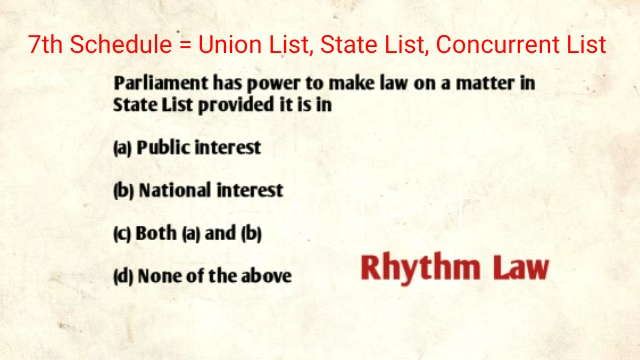 7th Schedule = Union List, State List, Concurrent List
Parliament has power to make law on a matter in
State List provided it is in
(a) Public interest
(b) National interest
(c) Both (a) and (b)
(d) None of the above
Rhythm Law